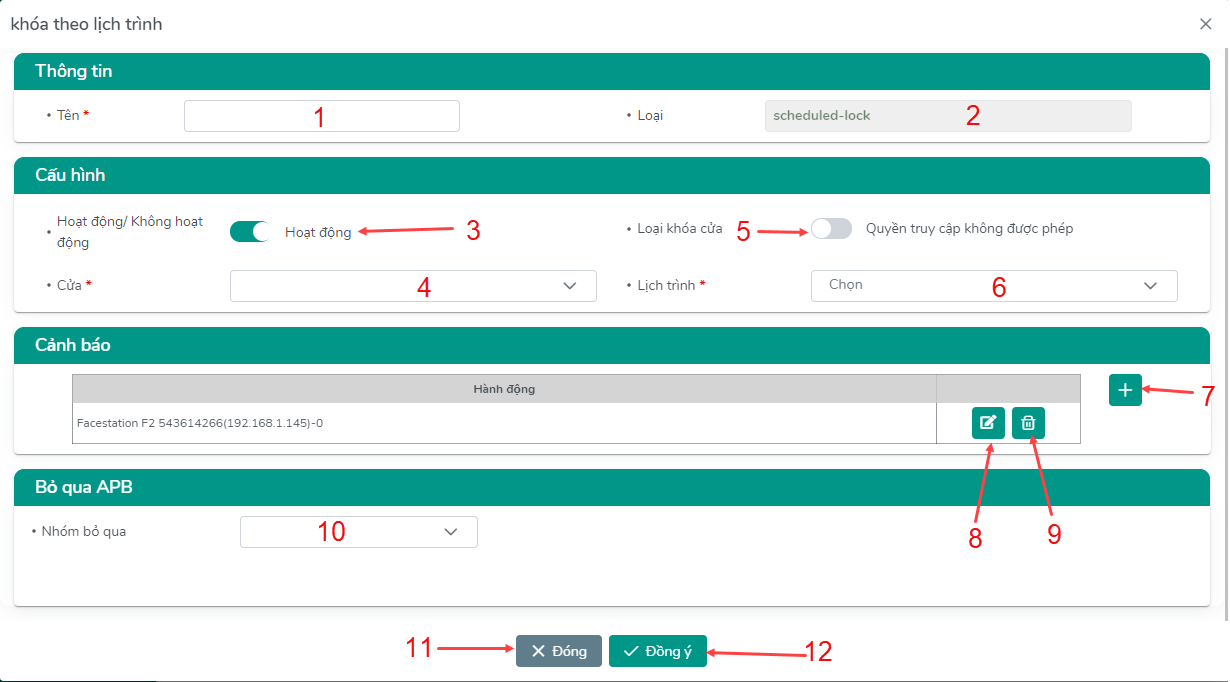 khóa theo lịch trình
Thông tin
• Tên * 1 • Loại scheduled-lock 2
Cấu hình
• Hoạt động/ Không hoạt động Hoạt động 3 • Loại khóa cửa 5 Quyền truy cập không được phép
• Cửa * 4 • Lịch trình * Chọn 6
Cảnh báo
Hành động
7
Facestation F2 543614266(192.168.1.145)-0
8 9
Bỏ qua APB
• Nhóm bỏ qua 10
11 Đóng Đồng ý 12